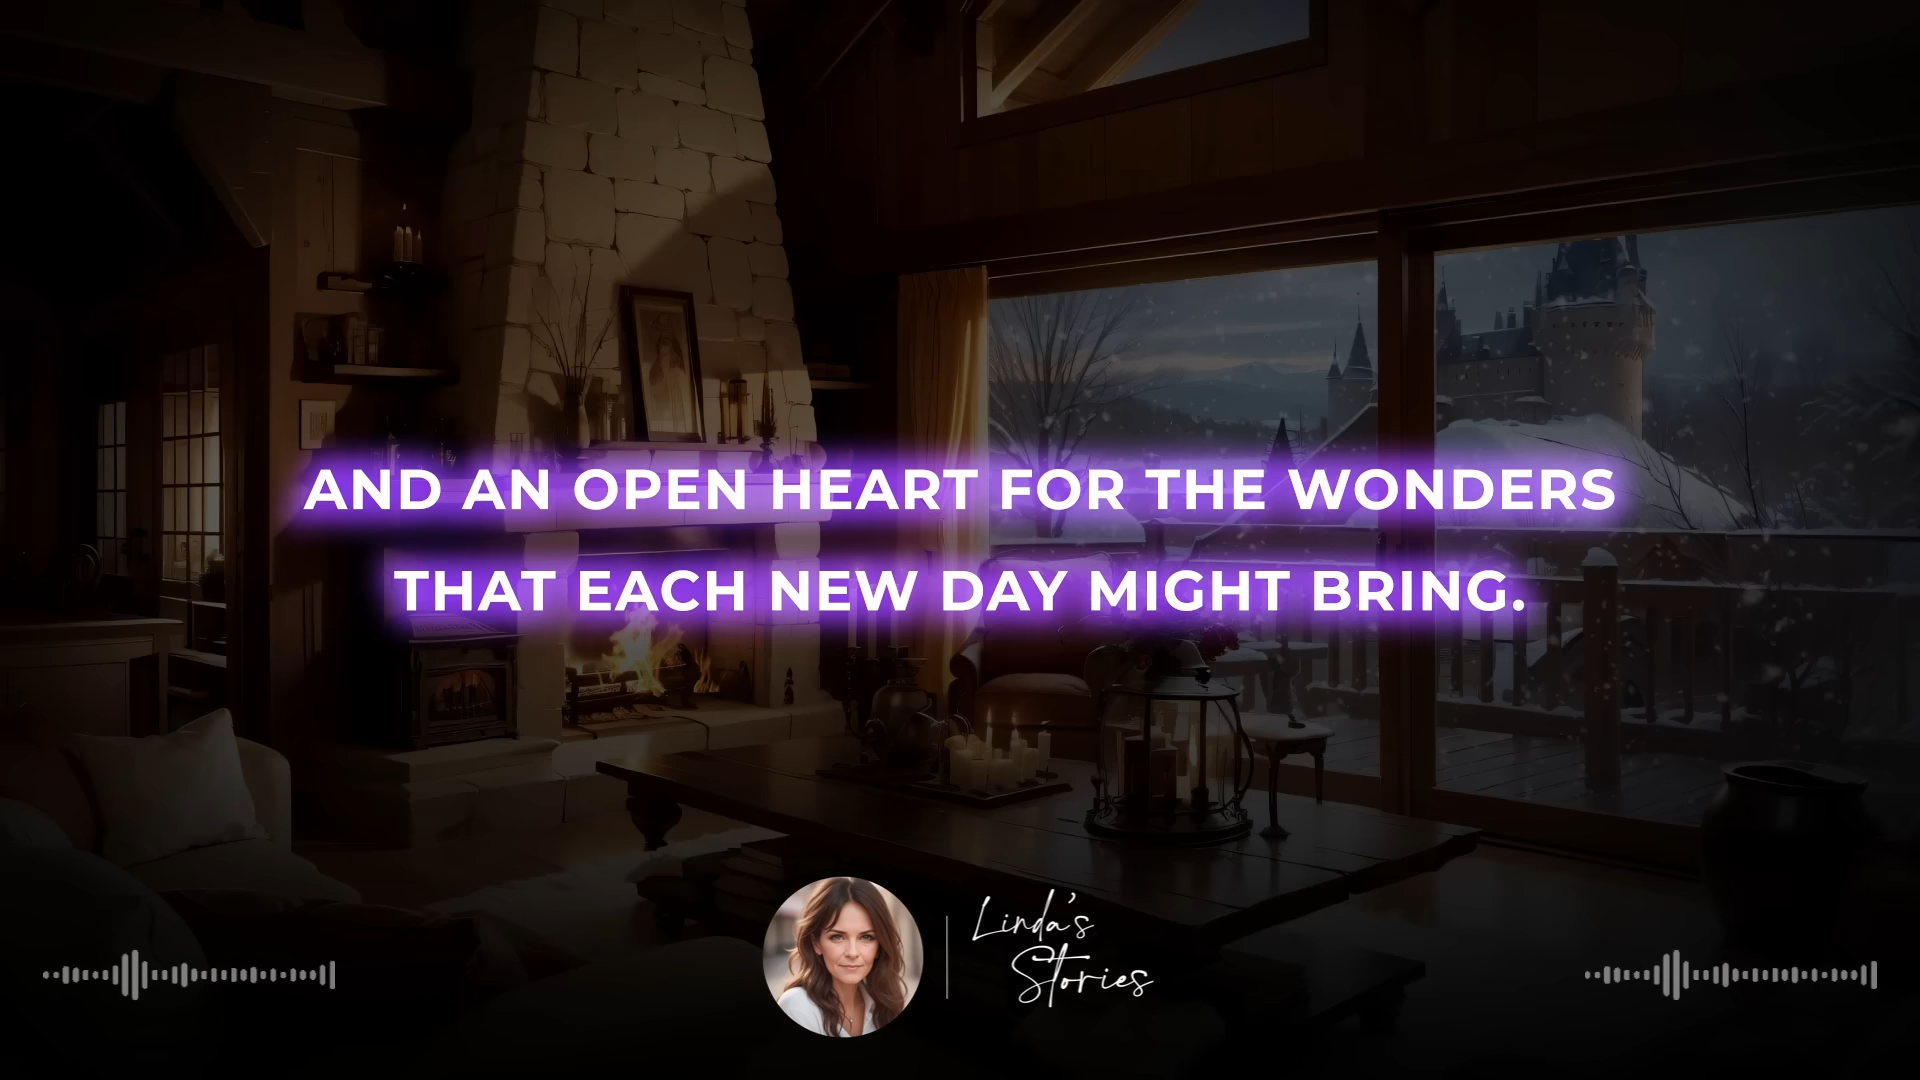 AND AN OPEN HEART FOR THE WONDERS
THAT EACH NEW DAY MIGHT BRING.
Linda's
Stories